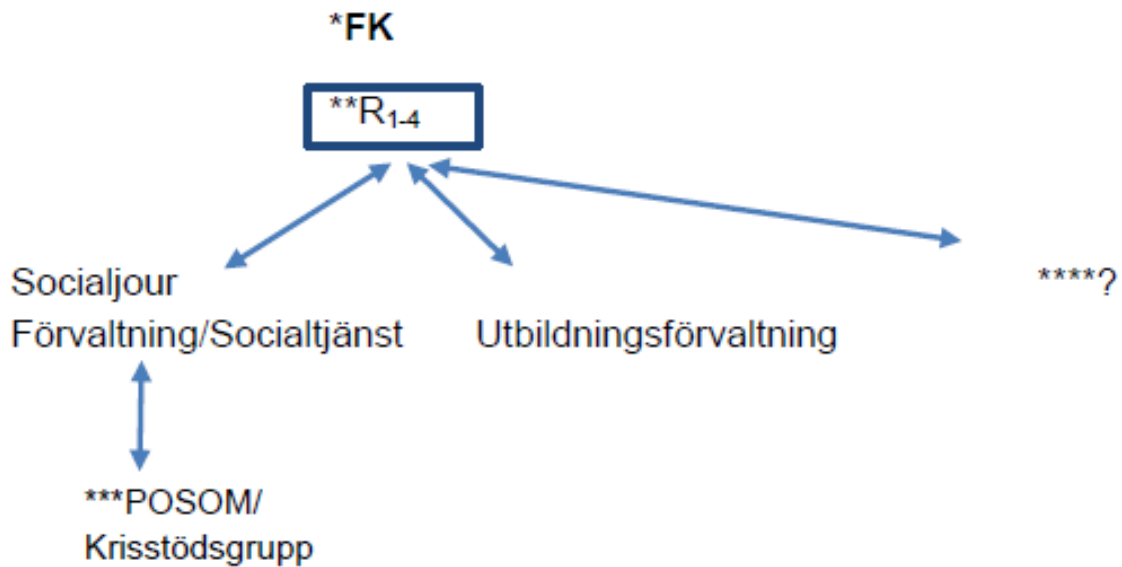 *FK
**R1-4
Socialjour
Förvaltning/Socialtjänst
Utbildningsförvaltning
****?
***POSOM/
Krisstödsgrupp